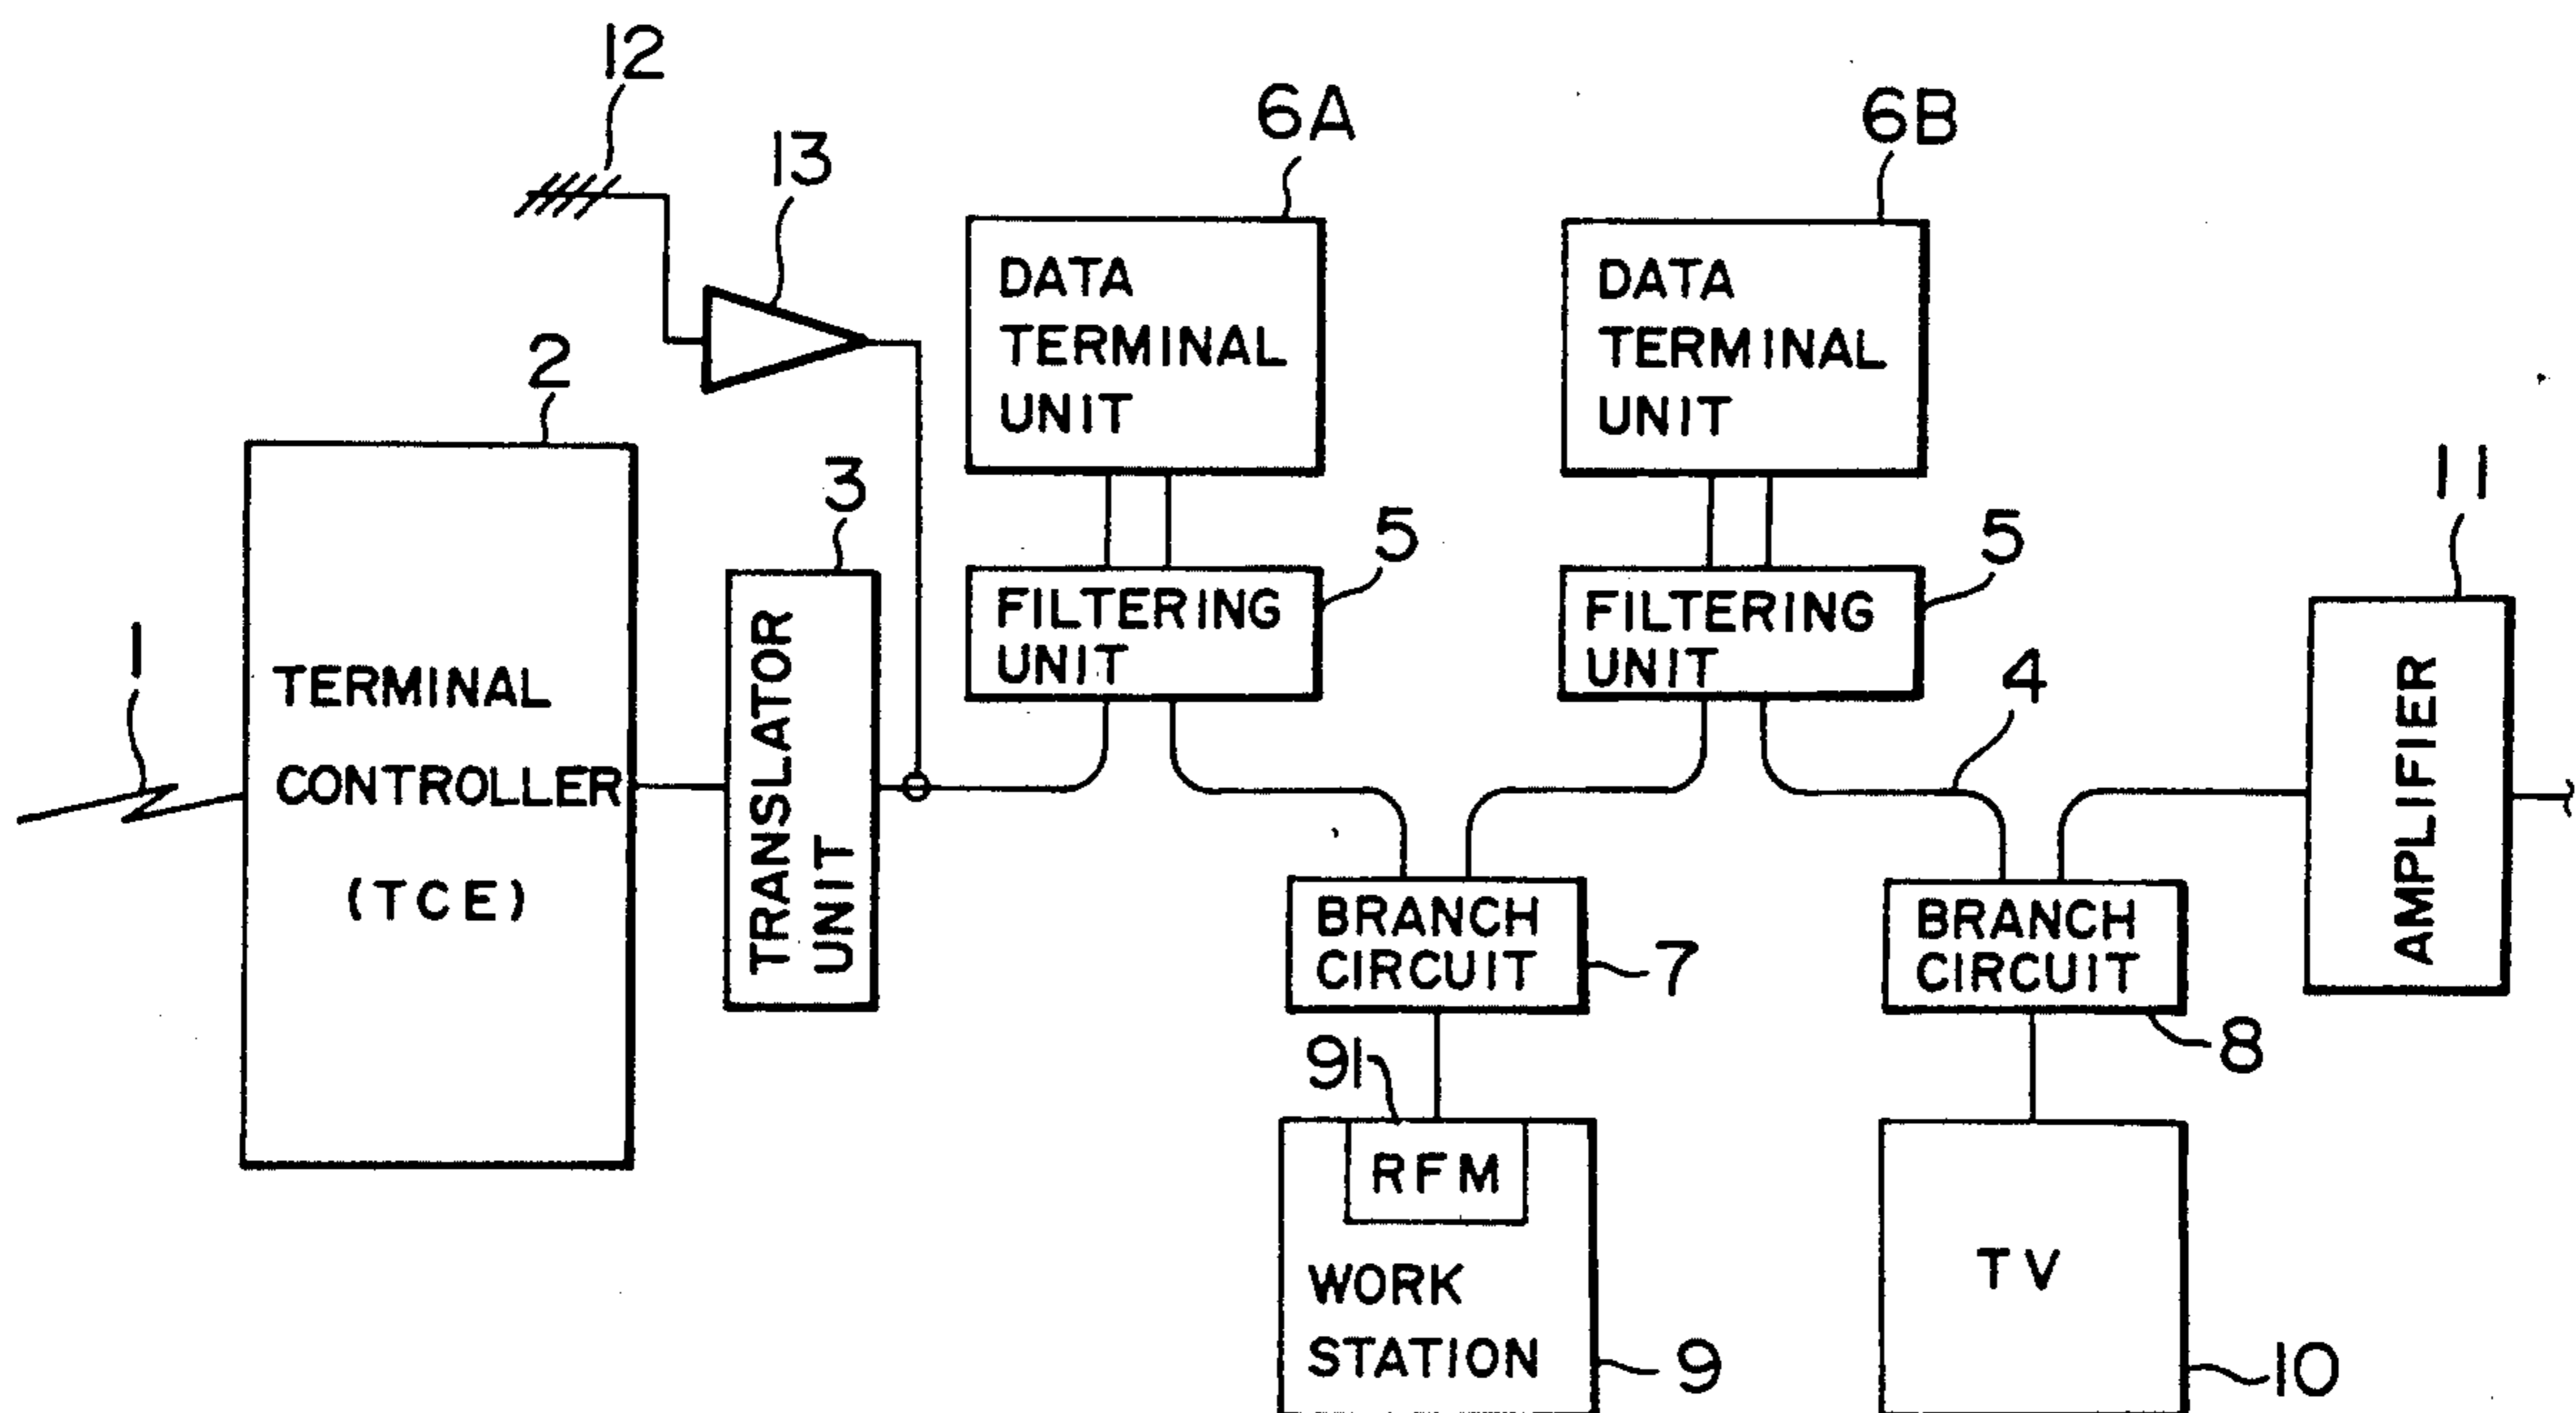 12
13
6A
6B
2
3
DATA
TERMINAL
UNIT
DATA
TERMINAL
UNIT
11
5
5
1
TERMINAL
CONTROLLER
(TCE)
TRANSLATOR
UNIT
FILTERING
UNIT
FILTERING
UNIT
4
AMPLIFIER
BRANCH
CIRCUIT
7
BRANCH
CIRCUIT
8
91
RFM
WORK
STATION
9
TV
10